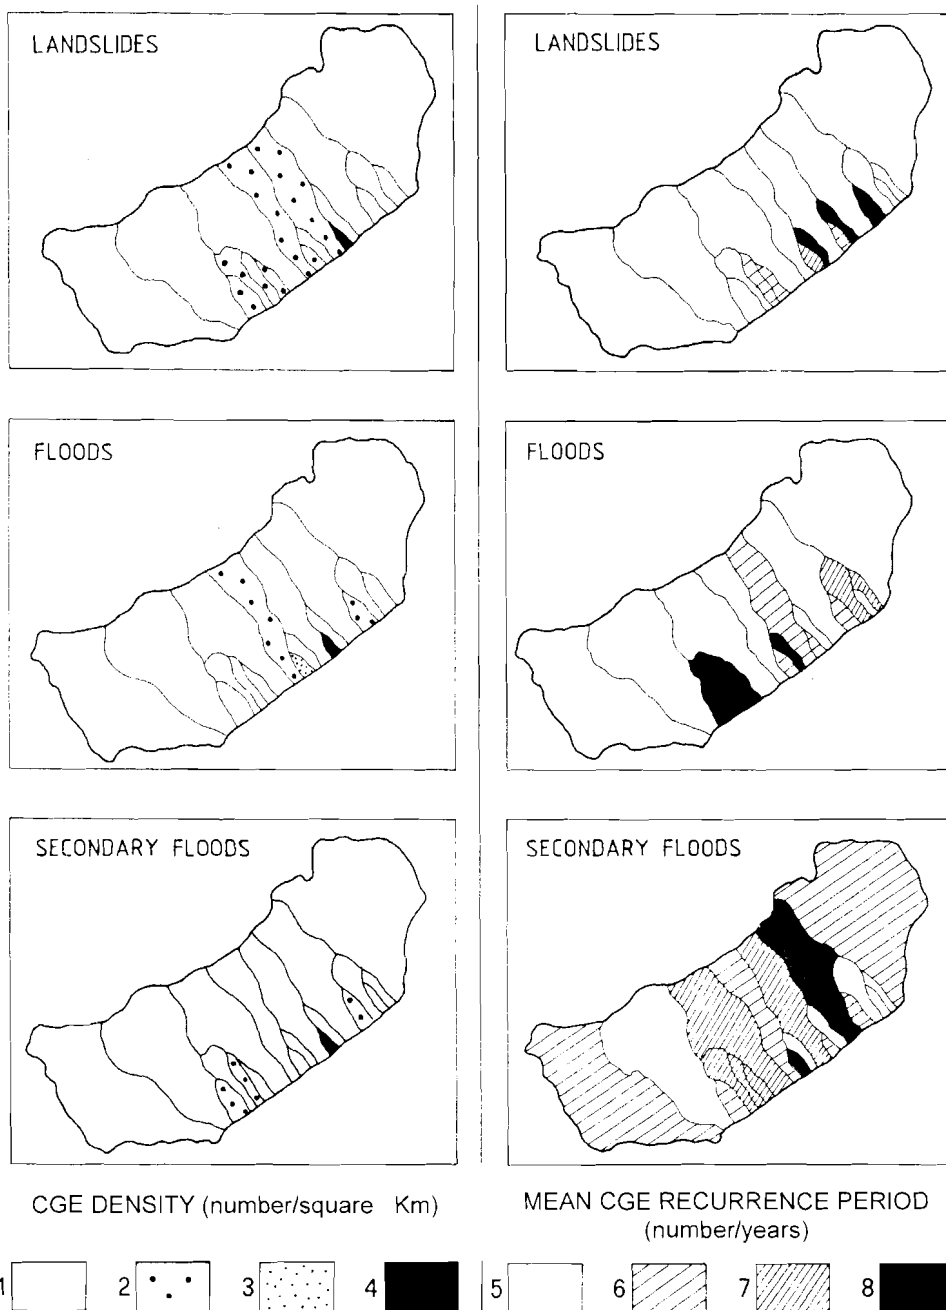 LANDSLIDES
LANDSLIDES
FLOODS
FLOODS
SECONDARY FLOODS
SECONDARY FLOODS
CGE DENSITY (number/square Km)
MEAN CGE RECURRENCE PERIOD
(number/years)
1 2 3 4 5 6 7 8